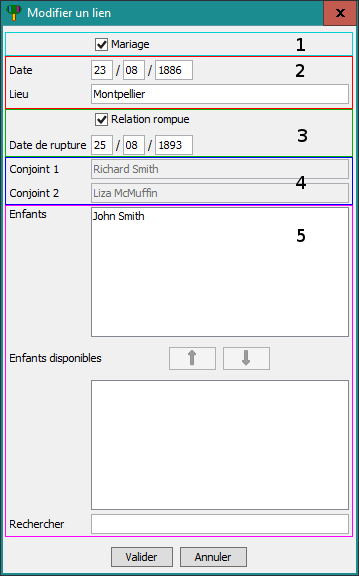 Modifier un lien
x
Mariage 1
Date 23 / 08 / 1886 2
Lieu Montpellier
Relation rompue 3
Date de rupture 25 / 08 / 1893
Conjoint 1 Richard Smith
Conjoint 2 Liza McMuffin 4
Enfants John Smith 5
Enfants disponibles
Rechercher
Valider Annuler